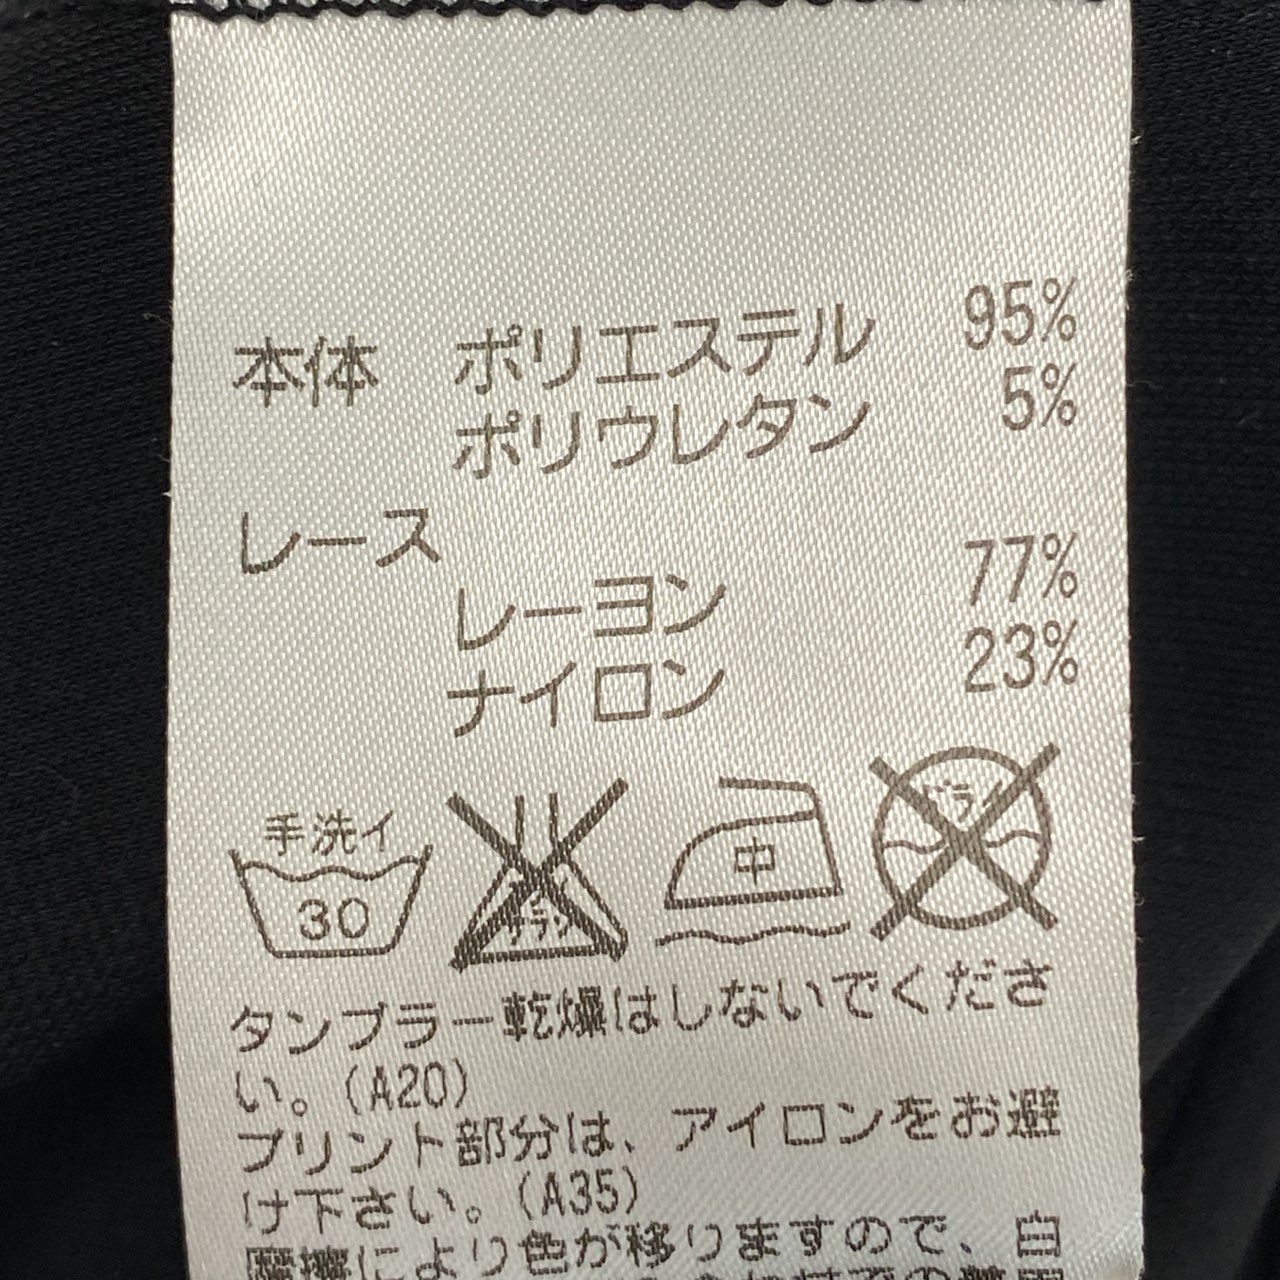 本体 ポリエステル 95%
ポリウレタン 5%
レース
レーヨン 77%
ナイロン 23%
手洗イ
30
中
ドライ
タンブラー乾燥はしないでくださ
い。(A20)
プリント部分は、アイロンをお避
け下さい。(A35)
摩擦により色が移りますので、白